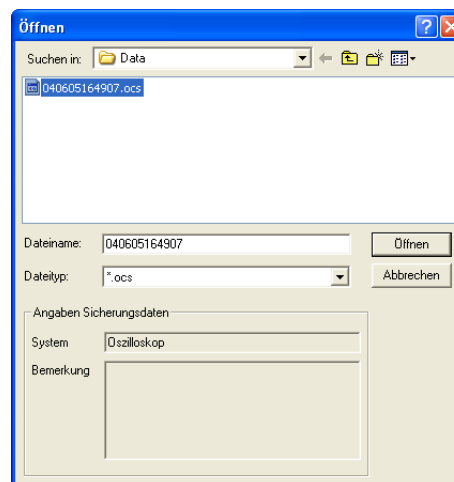 Öffnen
Suchen in: Data
040605164907.ocs
Dateiname: 040605164907 Öffnen
Dateityp: *.ocs Abbrechen
Angaben Sicherungsdaten
System Oszilloskop
Bemerkung